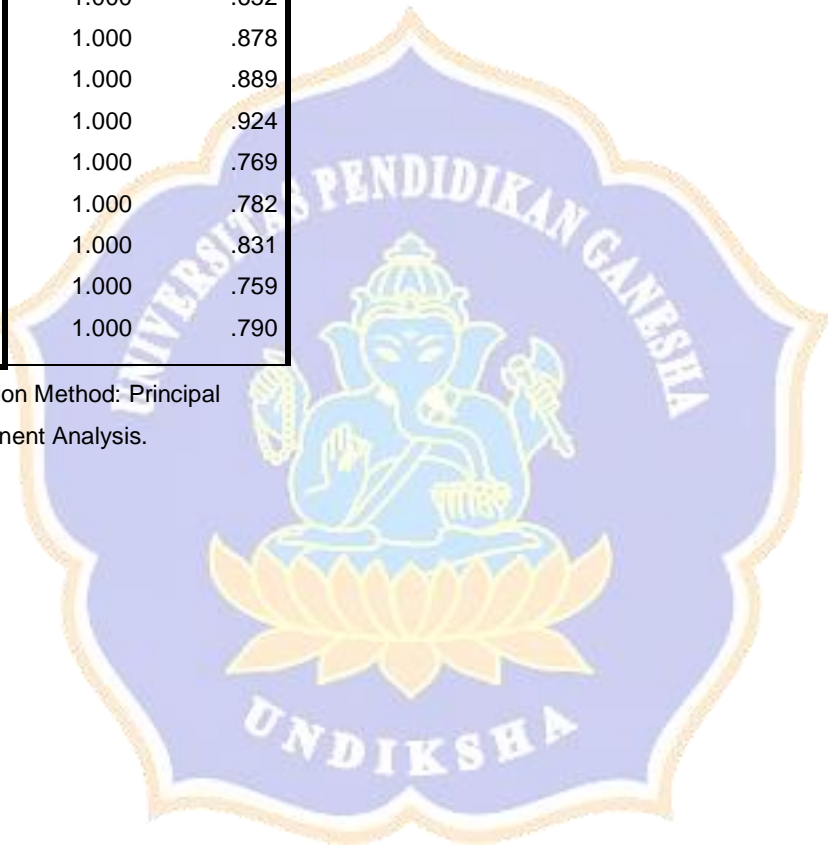 1.000 .878
1.000 .889
1.000 .924
1.000 .769
1.000 .782
1.000 .831
1.000 .759
1.000 .790
on Method: Principal
nent Analysis.
UNIVERSITAS PENDIDIKAN GANESHA
UNDIKSHA